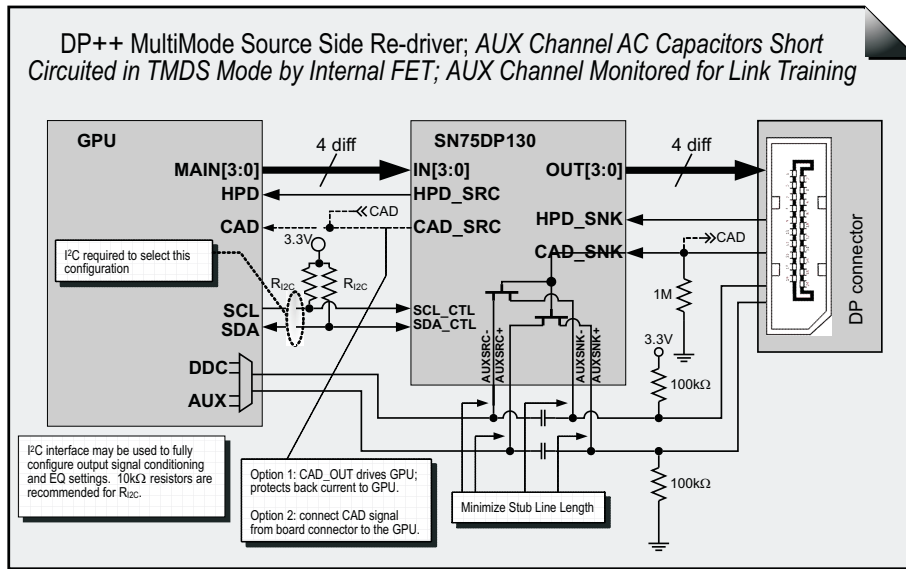 DP++ MultiMode Source Side Re-driver; AUX Channel AC Capacitors Short
Circuited in TMDS Mode by Internal FET; AUX Channel Monitored for Link Training
GPU
SN75DP130
4 diff
4 diff
MAIN[3:0]
IN[3:0]
OUT[3:0]
HPD
HPD_SRC
HPD_SNK
CAD
CAD
CAD_SRC
CAD
CAD_SNK
3.3V
I²C required to select this
configuration
R_I2C
R_I2C
1M
DP connector
SCL
SCL_CTL
SDA
SDA_CTL
AUXSRC-
AUXSRC+
AUXSNK-
AUXSNK+
3.3V
DDC
100kΩ
AUX
I²C interface may be used to fully
configure output signal conditioning
and EQ settings. 10kΩ resistors are
recommended for R_I2C.
Option 1: CAD_OUT drives GPU;
protects back current to GPU.
Option 2: connect CAD signal
from board connector to the GPU.
Minimize Stub Line Length
100kΩ